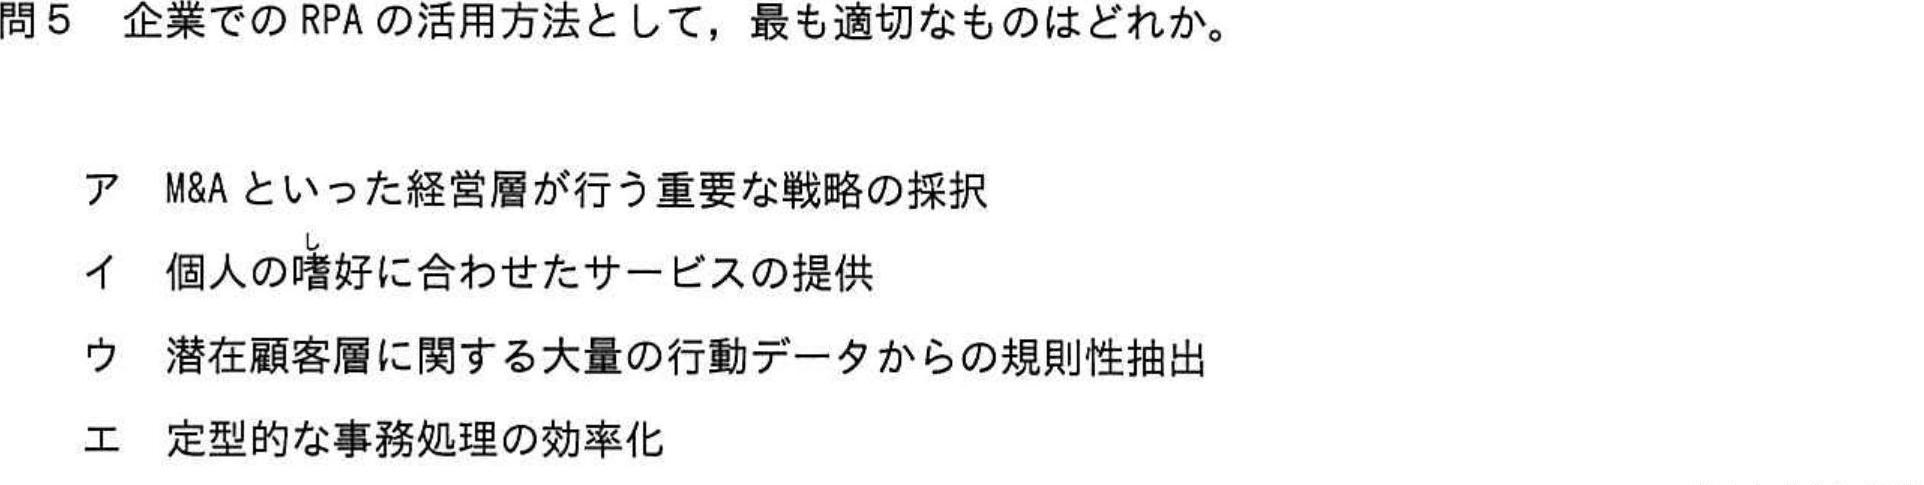 問５　企業での RPA の活用方法として，最も適切なものはどれか。
ア　M&A といった経営層が行う重要な戦略の採択
し
イ　個人の嗜好に合わせたサービスの提供
ウ　潜在顧客層に関する大量の行動データからの規則性抽出
エ　定型的な事務処理の効率化